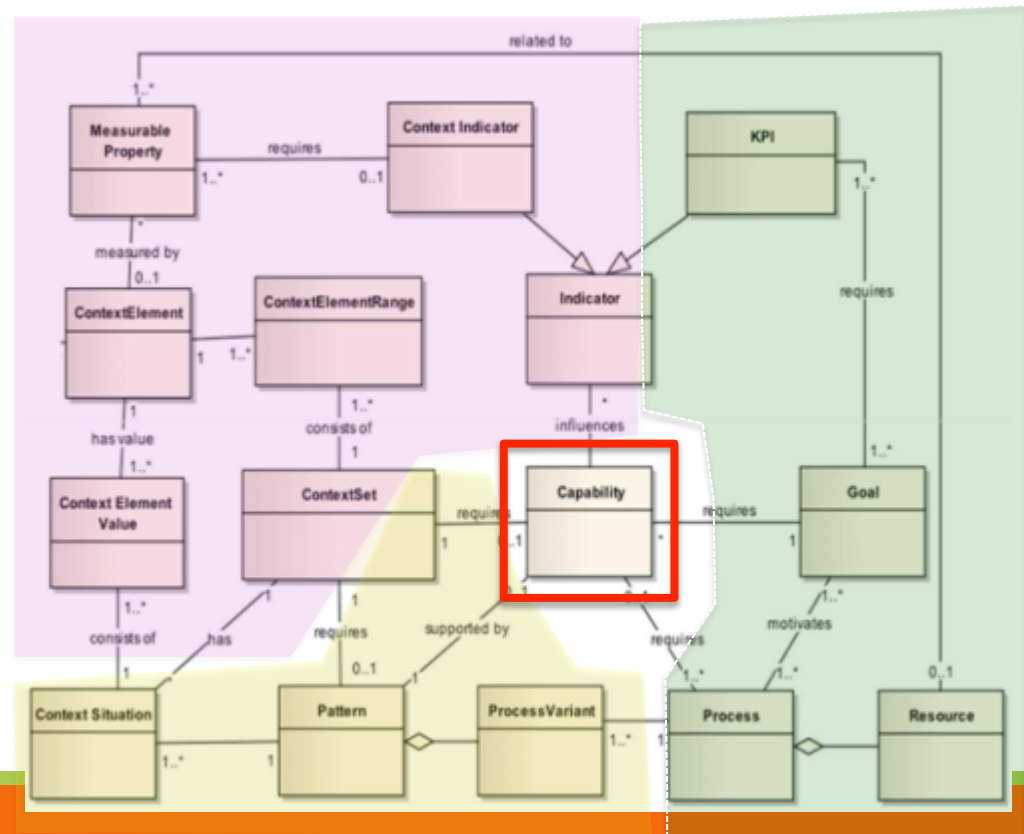 related to
1..*
Measurable
Property
Context Indicator
KPI
requires
1..*
0..1
1..*
*
measured by
0..1
requires
ContextElement
ContextElementRange
Indicator
1
1..*
*
1
1..*
*
has value
consists of
influences
1..*
1
1..*
Context Element
Value
ContextSet
Capability
Goal
requires
requires
1
0..1
*
1
1..*
1
1
0..1
0..1
1..*
consists of
has
requires
supported by
requires
motivates
1
*
0..1
1
1..*
1..*
0..1
Context Situation
Pattern
ProcessVariant
Process
Resource
1..*
1
1..*
1